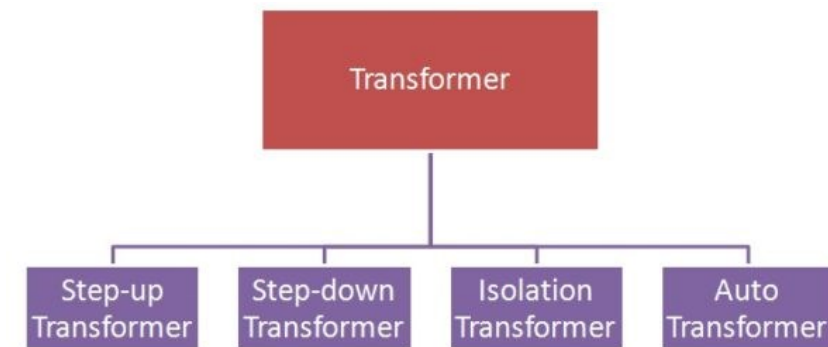 Transformer
Step-up
Transformer
Step-down
Transformer
Isolation
Transformer
Auto
Transformer